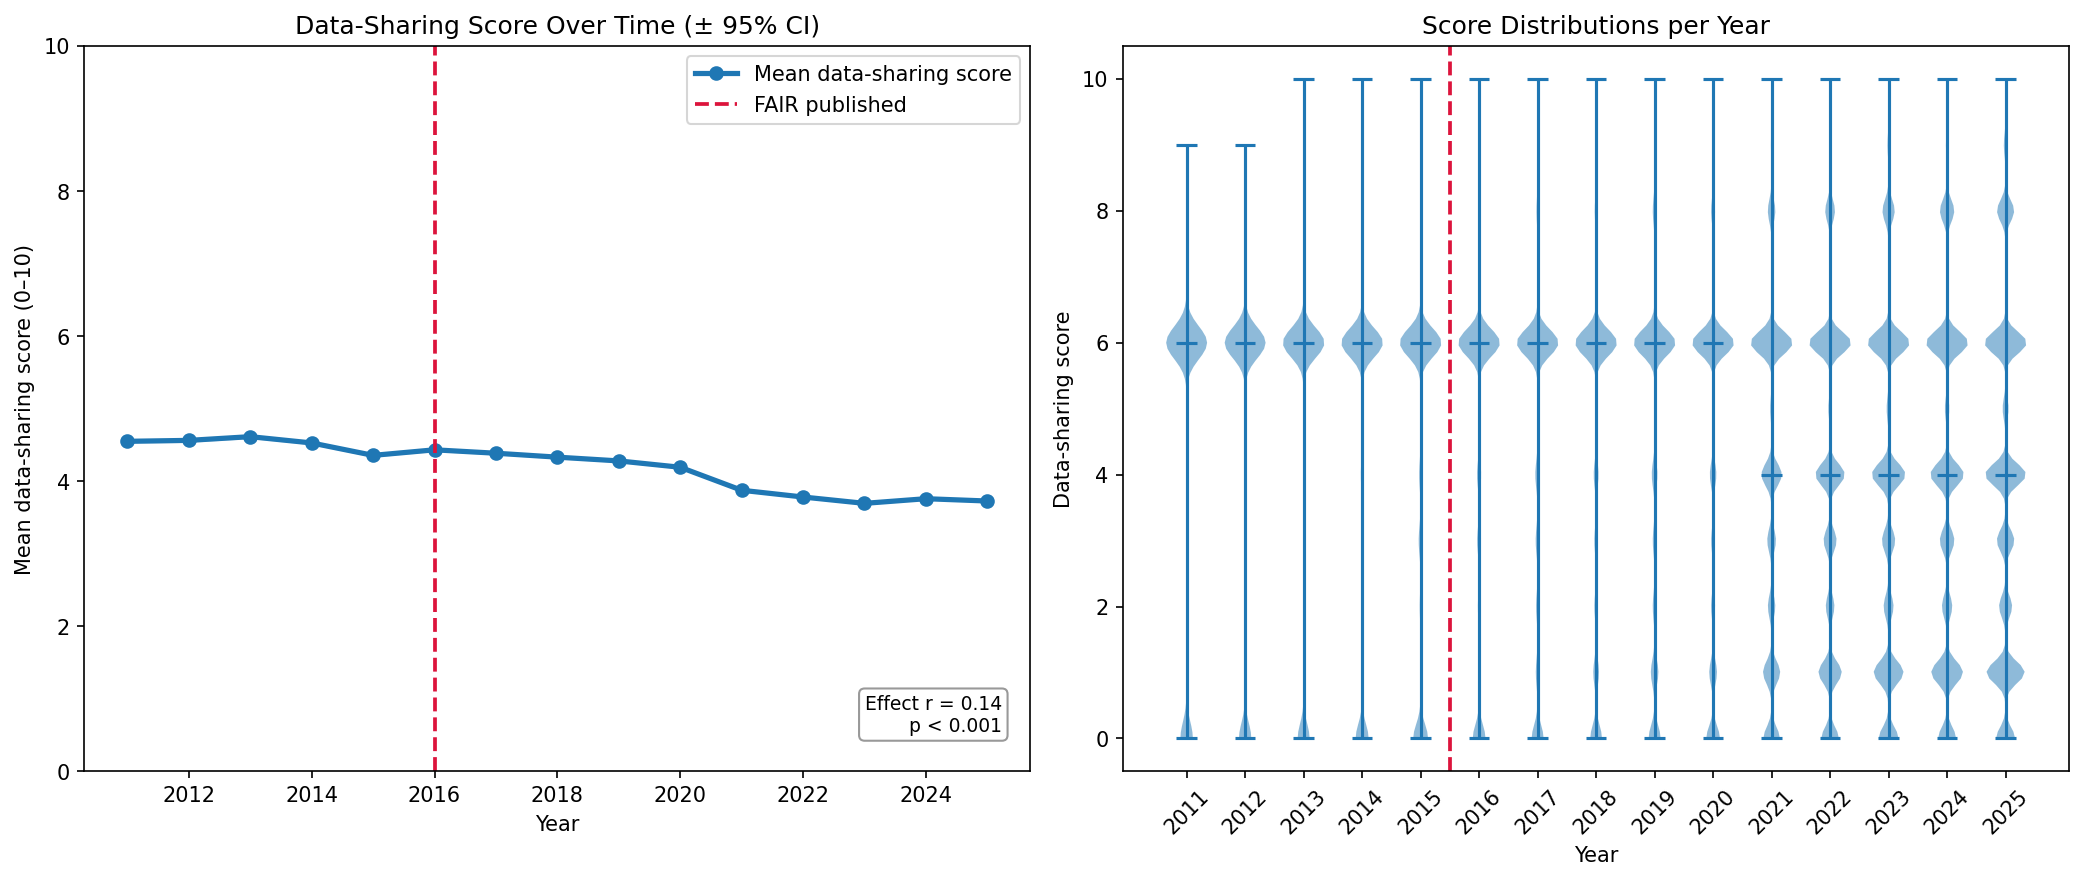 Data-Sharing Score Over Time (± 95% CI)
Mean data-sharing score (0–10)
10
8
6
4
2
0
Mean data-sharing score
FAIR published
Effect r = 0.14
p < 0.001
2012 2014 2016 2018 2020 2022 2024
Year
Score Distributions per Year
Data-sharing score
10
8
6
4
2
0
2011 2012 2013 2014 2015 2016 2017 2018 2019 2020 2021 2022 2023 2024 2025
Year